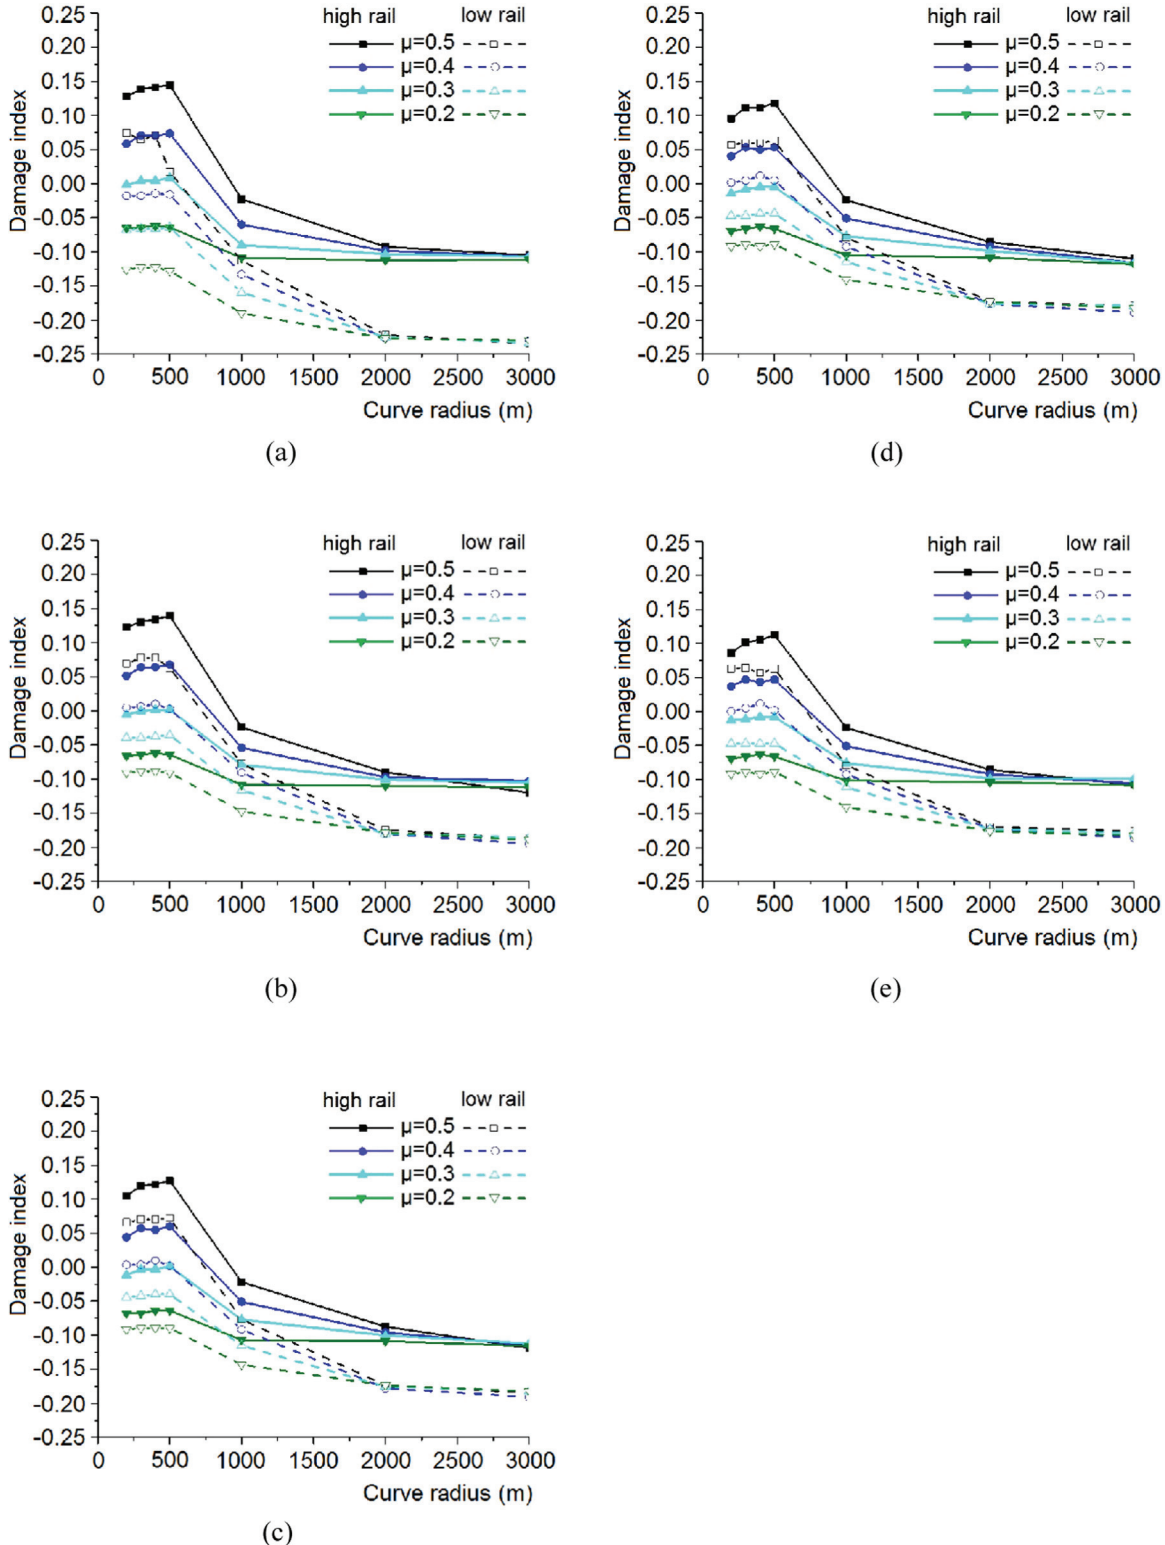 0.25
0.20
0.15
0.10
0.05
0.00
-0.05
-0.10
-0.15
-0.20
-0.25
Damage index
high rail low rail
μ=0.5
μ=0.4
μ=0.3
μ=0.2
0 500 1000 1500 2000 2500 3000
Curve radius (m)
(a)
0.25
0.20
0.15
0.10
0.05
0.00
-0.05
-0.10
-0.15
-0.20
-0.25
Damage index
high rail low rail
μ=0.5
μ=0.4
μ=0.3
μ=0.2
0 500 1000 1500 2000 2500 3000
Curve radius (m)
(d)
0.25
0.20
0.15
0.10
0.05
0.00
-0.05
-0.10
-0.15
-0.20
-0.25
Damage index
high rail low rail
μ=0.5
μ=0.4
μ=0.3
μ=0.2
0 500 1000 1500 2000 2500 3000
Curve radius (m)
(b)
0.25
0.20
0.15
0.10
0.05
0.00
-0.05
-0.10
-0.15
-0.20
-0.25
Damage index
high rail low rail
μ=0.5
μ=0.4
μ=0.3
μ=0.2
0 500 1000 1500 2000 2500 3000
Curve radius (m)
(e)
0.25
0.20
0.15
0.10
0.05
0.00
-0.05
-0.10
-0.15
-0.20
-0.25
Damage index
high rail low rail
μ=0.5
μ=0.4
μ=0.3
μ=0.2
0 500 1000 1500 2000 2500 3000
Curve radius (m)
(c)